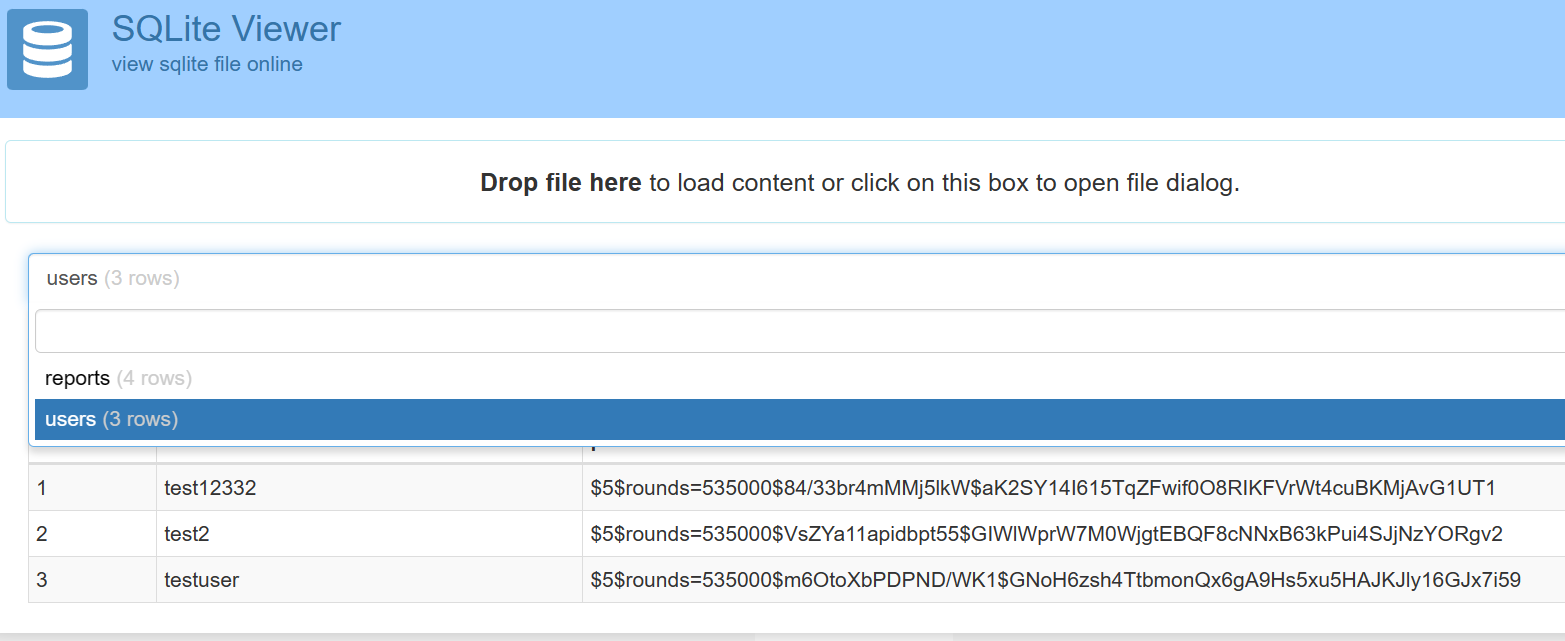 SQLite Viewer
view sqlite file online
Drop file here to load content or click on this box to open file dialog.
users (3 rows)
reports (4 rows)
users (3 rows)
1 test12332 $5$rounds=535000$84/33br4mMMj5lkW$aK2SY14I615TqZFwif0O8RIKFVrWt4cuBKMjAvG1UT1
2 test2 $5$rounds=535000$VsZYa11apidbpt55$GIWlWprW7M0WjgtEBQF8cNNxB63kPui4SJjNzYORgv2
3 testuser $5$rounds=535000$m6OtoXbPDPND/WK1$GNoH6zsh4TtbmonQx6gA9Hs5xu5HAJKJly16GJx7i59